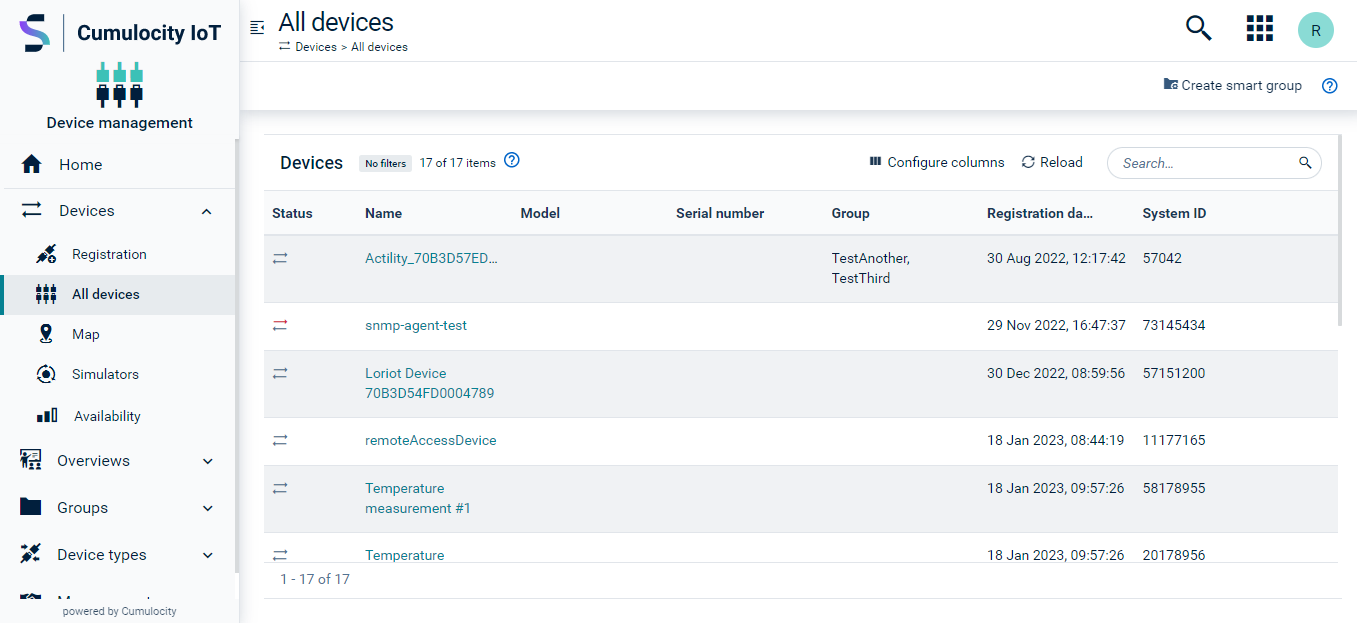 Cumulocity IoT
Device management
Home
Devices
Registration
All devices
Map
Simulators
Availability
Overviews
Groups
Device types
powered by Cumulocity
All devices
Devices > All devices
R
Create smart group
Devices No filters 17 of 17 items
Configure columns Reload Search...
Status Name Model Serial number Group Registration da... System ID
Actility_70B3D57ED... TestAnother, 30 Aug 2022, 12:17:42 57042
TestThird
snmp-agent-test 29 Nov 2022, 16:47:37 73145434
Loriot Device 30 Dec 2022, 08:59:56 57151200
70B3D54FD0004789
remoteAccessDevice 18 Jan 2023, 08:44:19 11177165
Temperature 18 Jan 2023, 09:57:26 58178955
measurement #1
Temperature 18 Jan 2023, 09:57:26 20178956
1 - 17 of 17